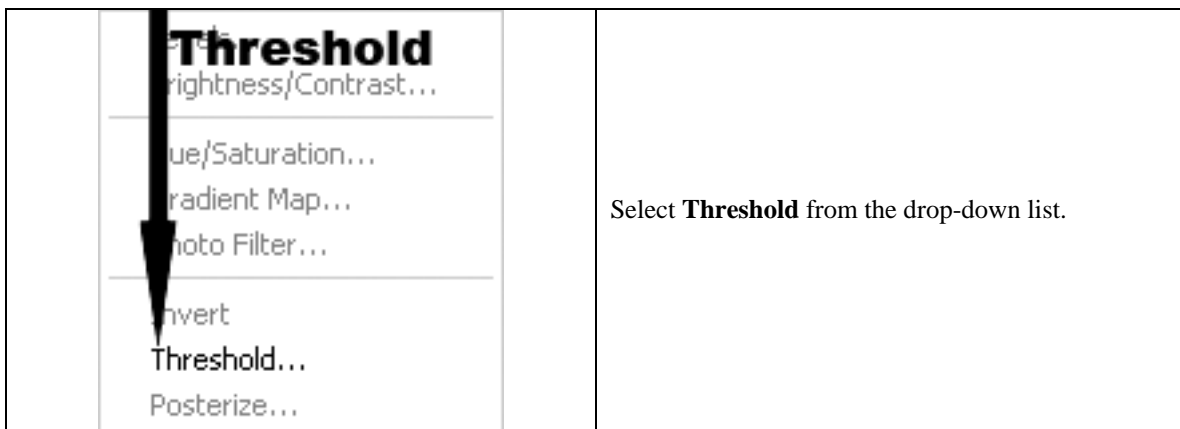 Threshold
rightness/Contrast...
ue/Saturation...
radient Map...
hoto Filter...
nvert
Threshold...
Posterize...
Select Threshold from the drop-down list.